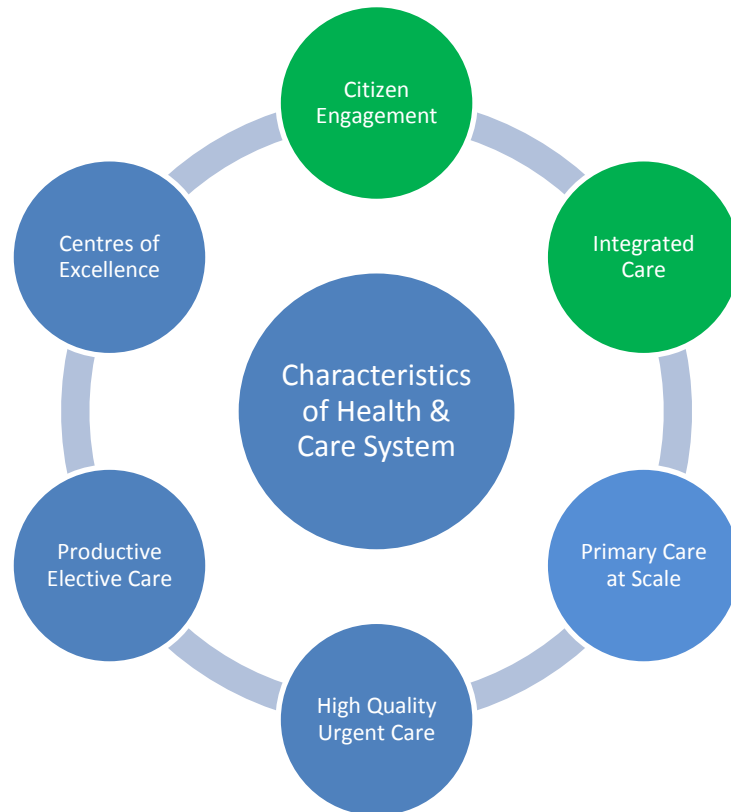 Citizen
Engagement
Integrated
Care
Primary Care
at Scale
High Quality
Urgent Care
Productive
Elective Care
Centres of
Excellence
Characteristics
of Health &
Care System